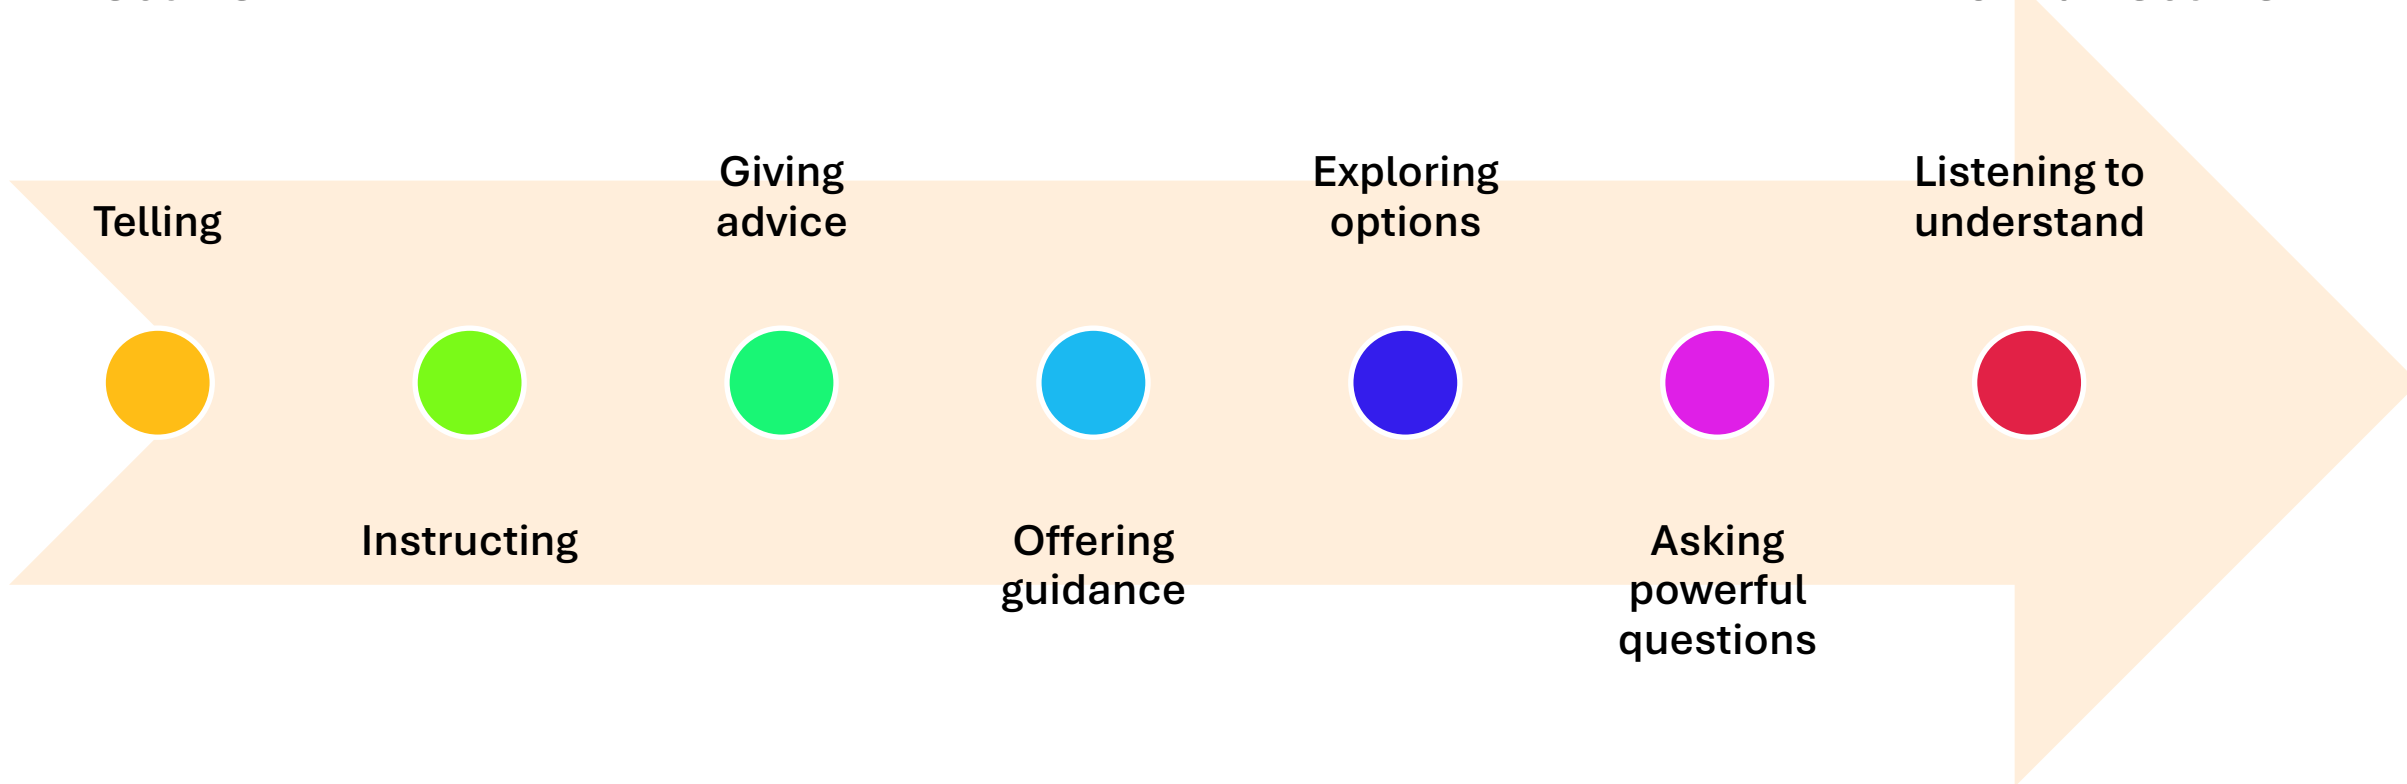 Telling
Instructing
Giving
advice
Offering
guidance
Exploring
options
Asking
powerful
questions
Listening to
understand